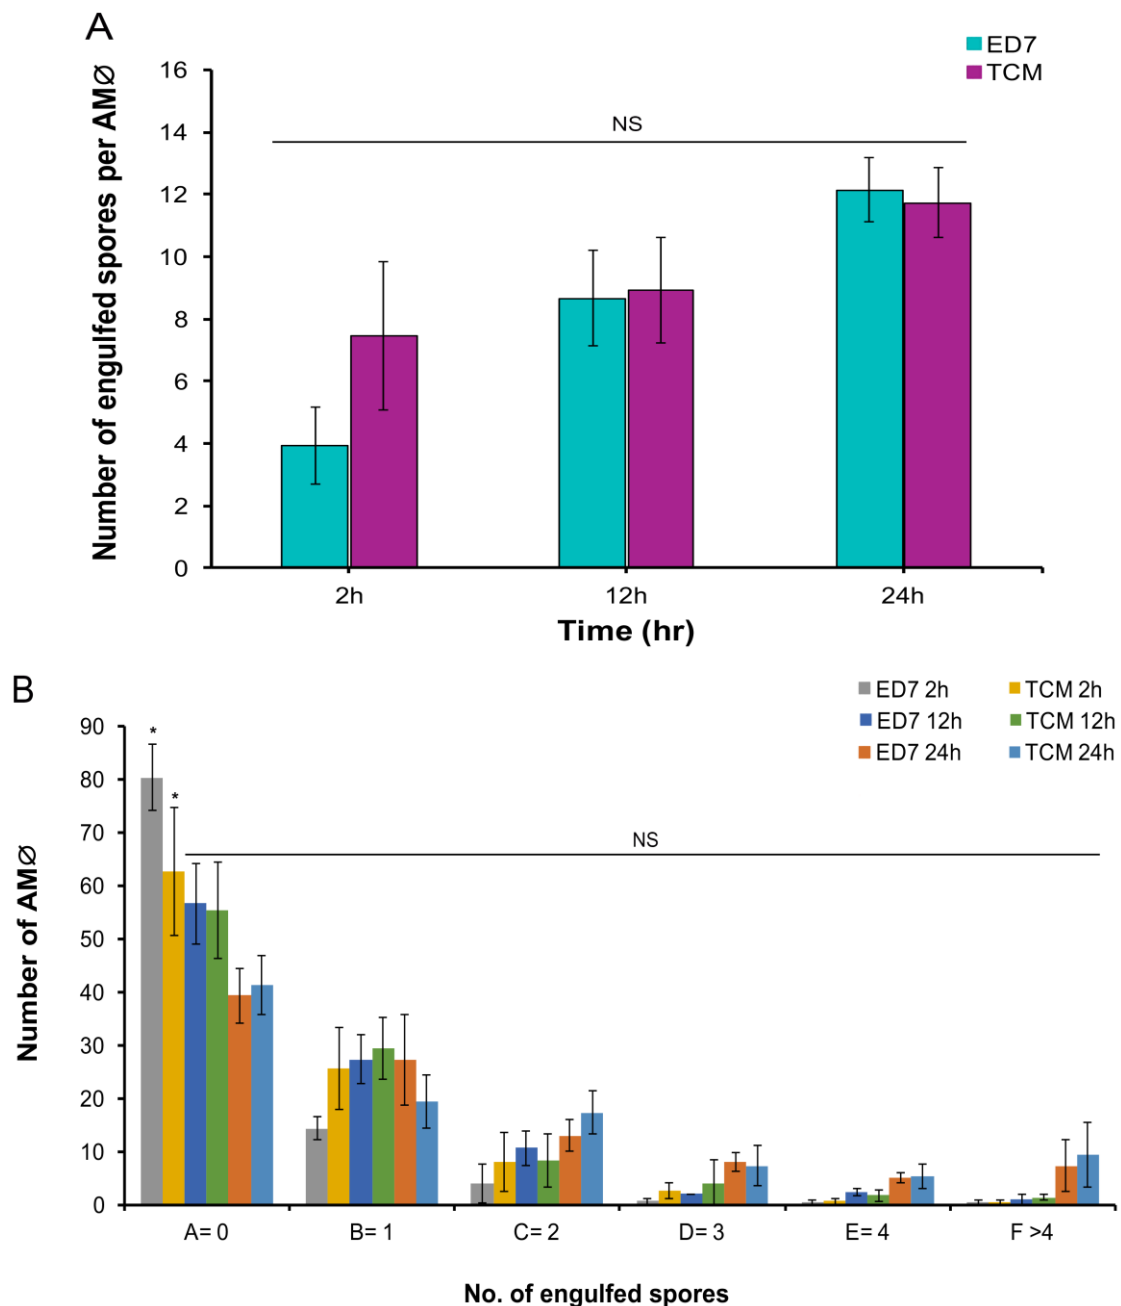 A
ED7
TCM
Number of engulfed spores per AMØ
16
14
12
10
8
6
4
2
0
NS
2h
12h
24h
Time (hr)
B
ED7 2h
TCM 2h
ED7 12h
TCM 12h
ED7 24h
TCM 24h
Number of AMØ
90
80
70
60
50
40
30
20
10
0
*
*
NS
A= 0
B= 1
C= 2
D= 3
E= 4
F >4
No. of engulfed spores